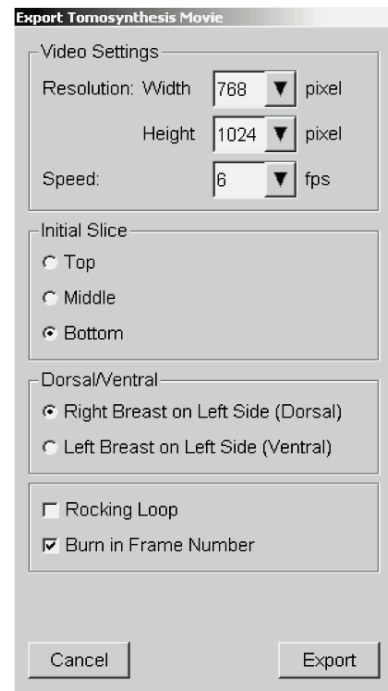 Export Tomosynthesis Movie
Video Settings
Resolution: Width 768 pixel
Height 1024 pixel
Speed: 6 fps
Initial Slice
Top
Middle
Bottom
Dorsal/Ventral
Right Breast on Left Side (Dorsal)
Left Breast on Left Side (Ventral)
Rocking Loop
Burn in Frame Number
Cancel Export